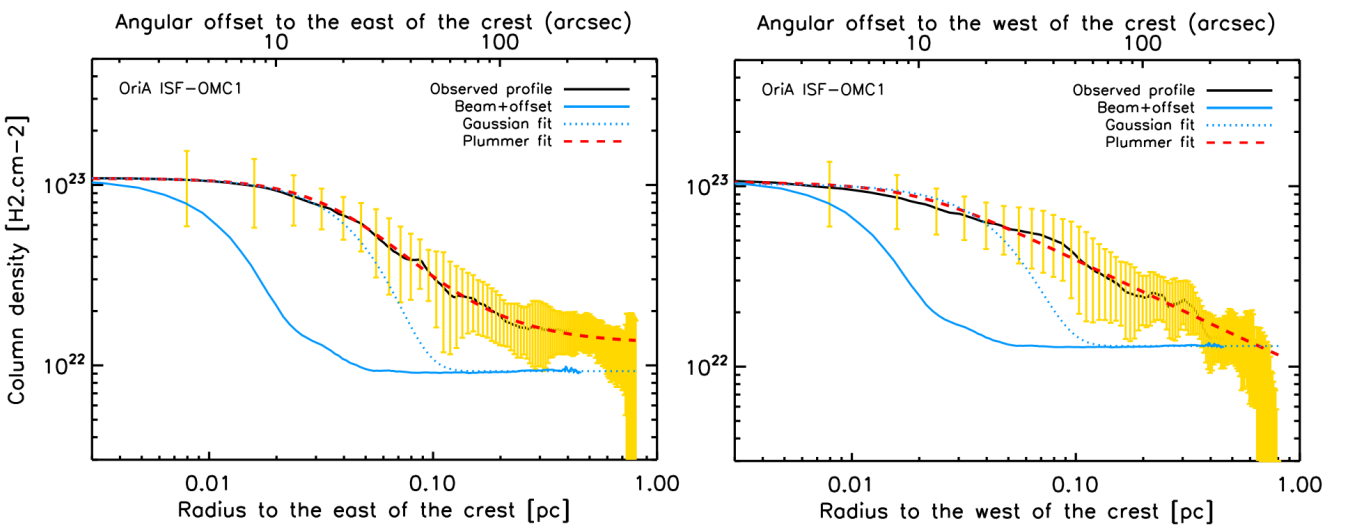 Angular offset to the east of the crest (arcsec)
10 100
OriA ISF-OMC1
Observed profile
Beam+offset
Gaussian fit
Plummer fit
Column density [H2.cm-2]
10^23
10^22
0.01 0.10 1.00
Radius to the east of the crest [pc]
Angular offset to the west of the crest (arcsec)
10 100
OriA ISF-OMC1
Observed profile
Beam+offset
Gaussian fit
Plummer fit
10^23
10^22
0.01 0.10 1.00
Radius to the west of the crest [pc]